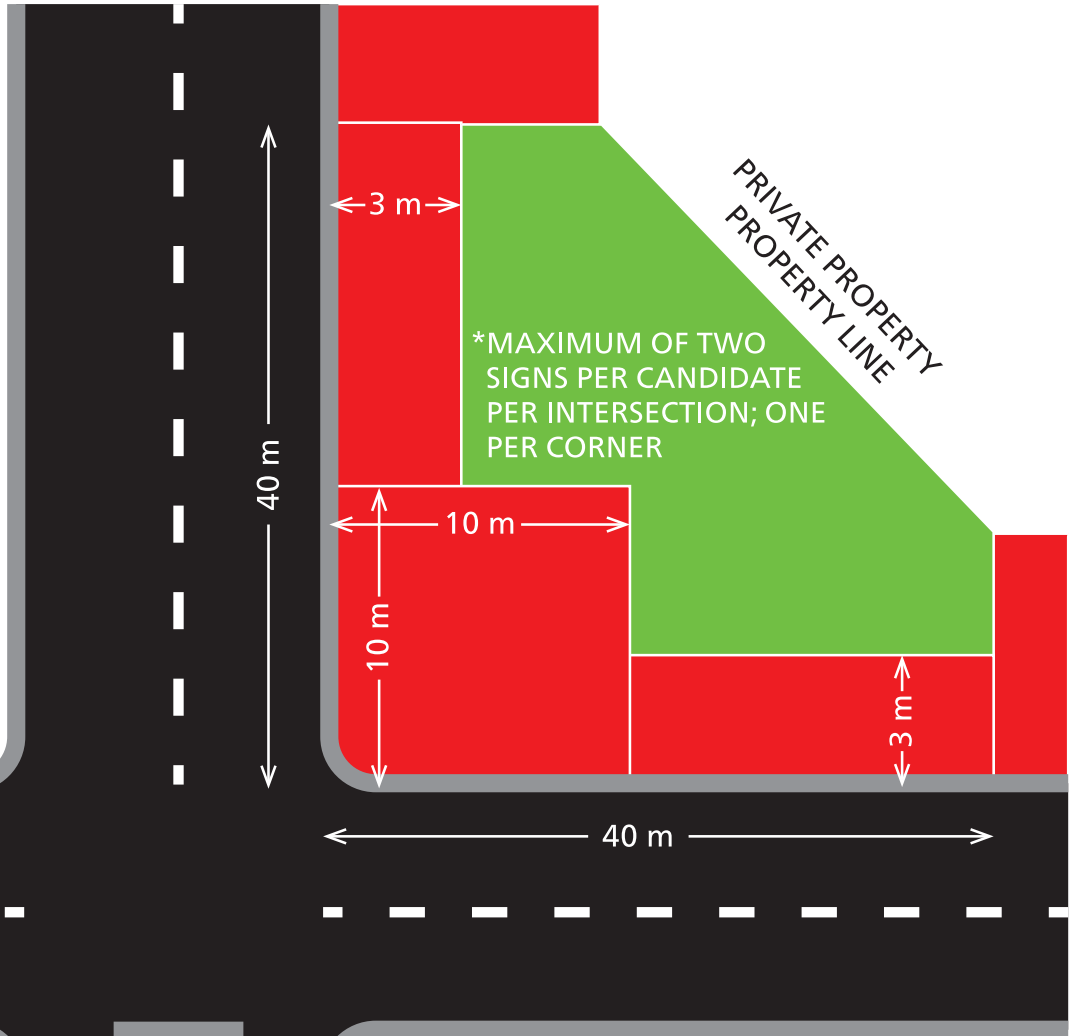 PRIVATE PROPERTY
PROPERTY LINE
3 m
*MAXIMUM OF TWO
SIGNS PER CANDIDATE
PER INTERSECTION; ONE
PER CORNER
40 m
10 m
10 m
3 m
40 m